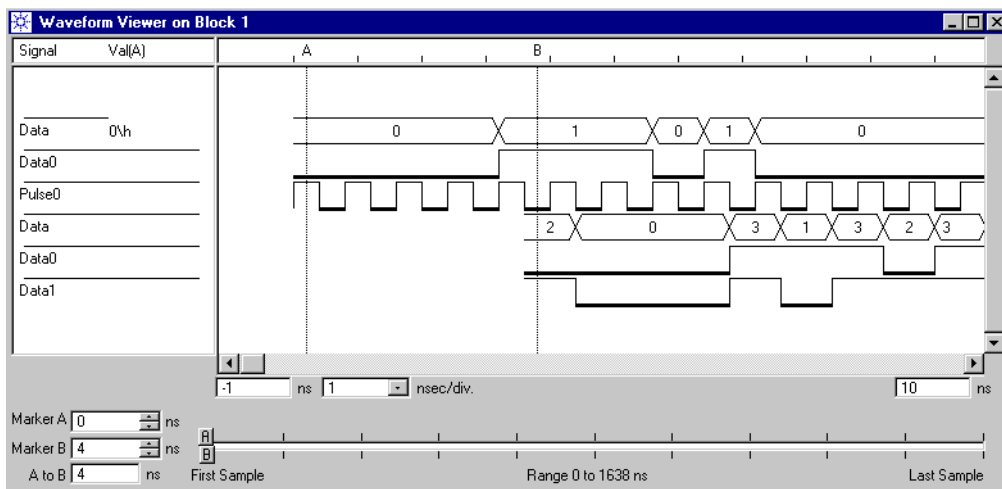 Waveform Viewer on Block 1
Signal Val(A) A B
Data 0\h 0 1 0 1 0
Data0
Pulse0
Data 2 0 3 1 3 2 3
Data0
Data1
-1 ns 1 nsec/div. 10 ns
Marker A 0 ns
Marker B 4 ns
A to B 4 ns
A
B
First Sample Range 0 to 1638 ns Last Sample